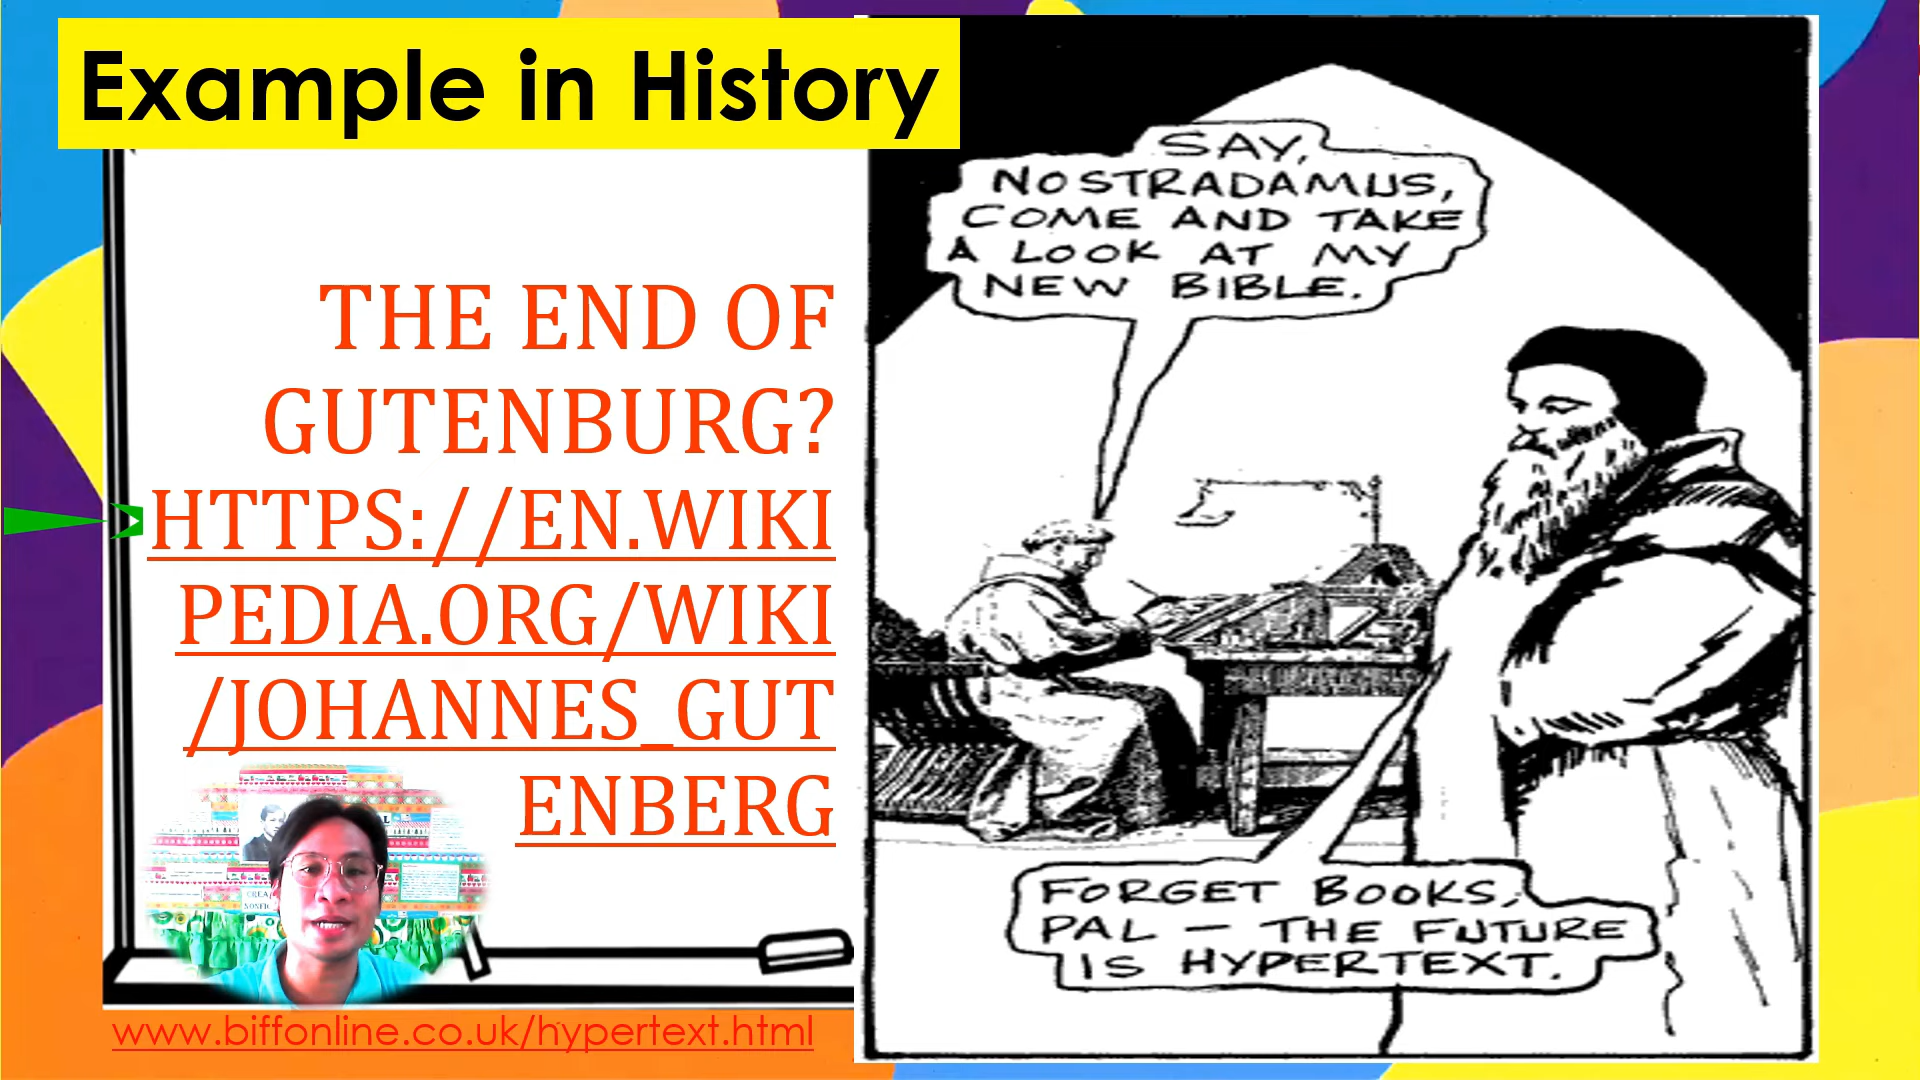 Example in History
THE END OF
GUTENBURG?
HTTPS://EN.WIKI
PEDIA.ORG/WIKI
/JOHANNES_GUT
ENBERG
www.biffonline.co.uk/hypertext.html
SAY,
NOSTRADAMUS,
COME AND TAKE
A LOOK AT MY
NEW BIBLE.
FORGET BOOKS,
PAL – THE FUTURE
IS HYPERTEXT.